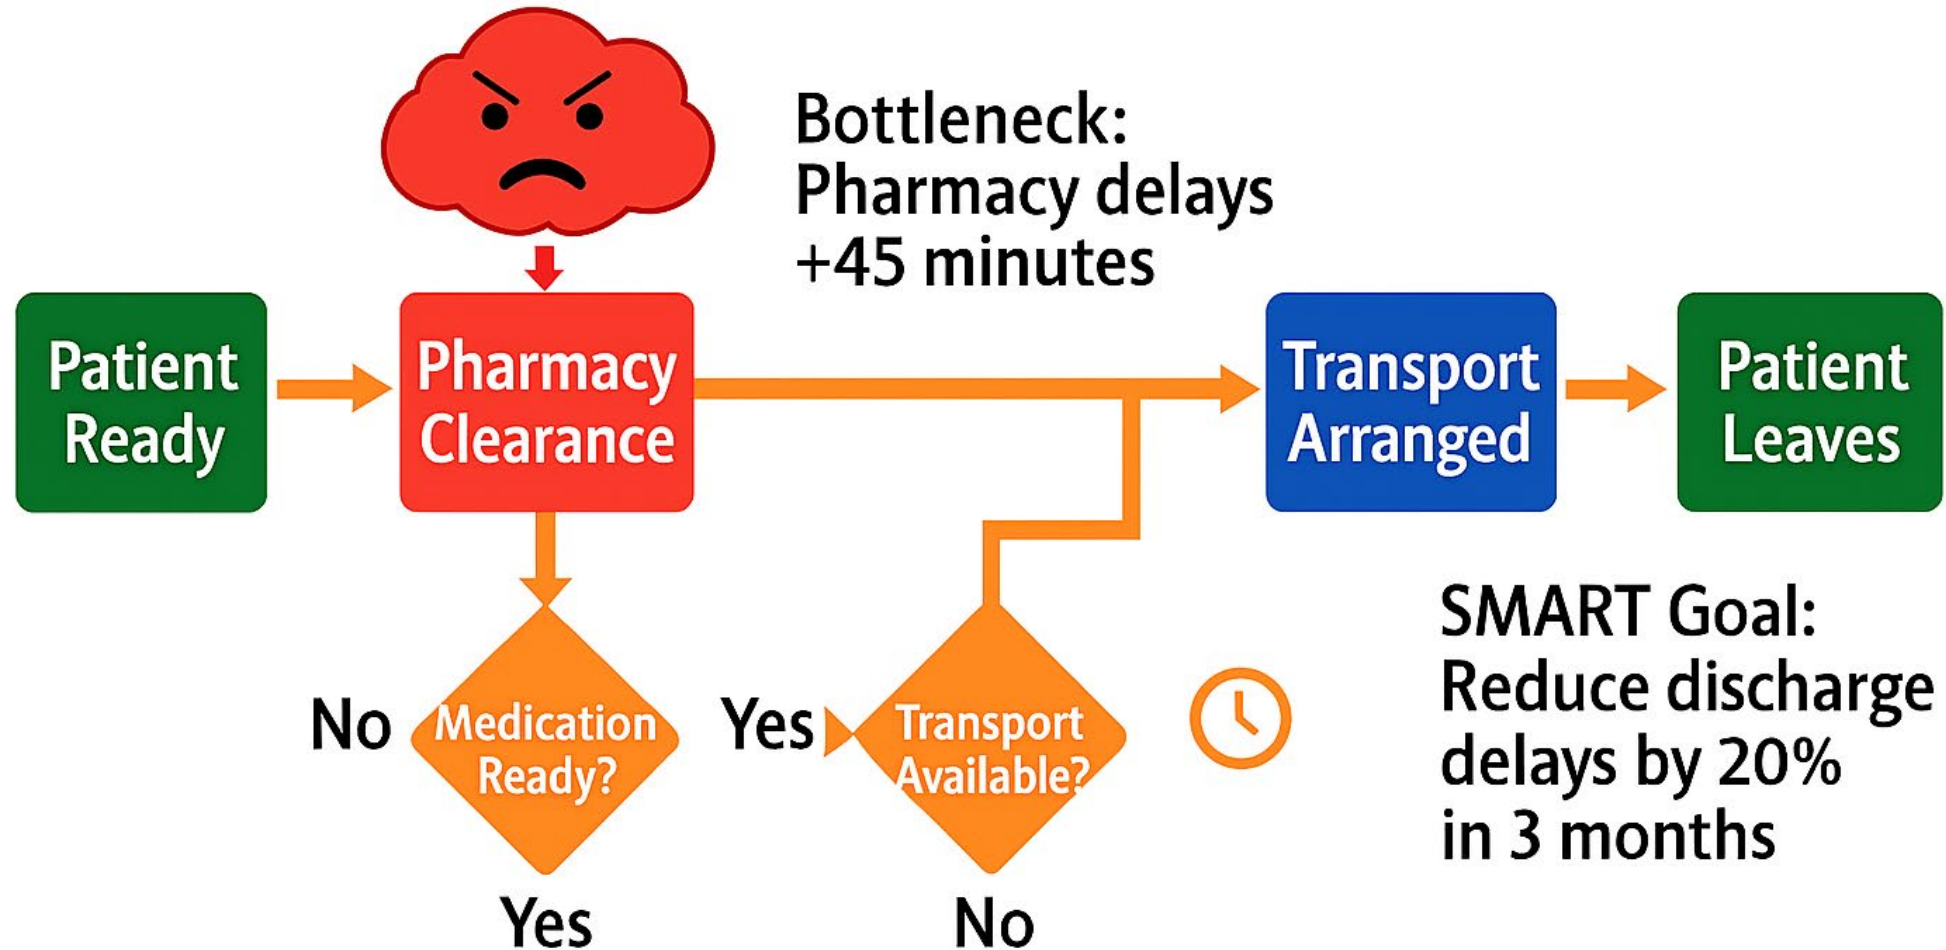 Bottleneck:
Pharmacy delays
+45 minutes
Patient
Ready
Pharmacy
Clearance
Transport
Arranged
Patient
Leaves
No
Medication
Ready?
Yes
Yes
Transport
Available?
No
SMART Goal:
Reduce discharge
delays by 20%
in 3 months